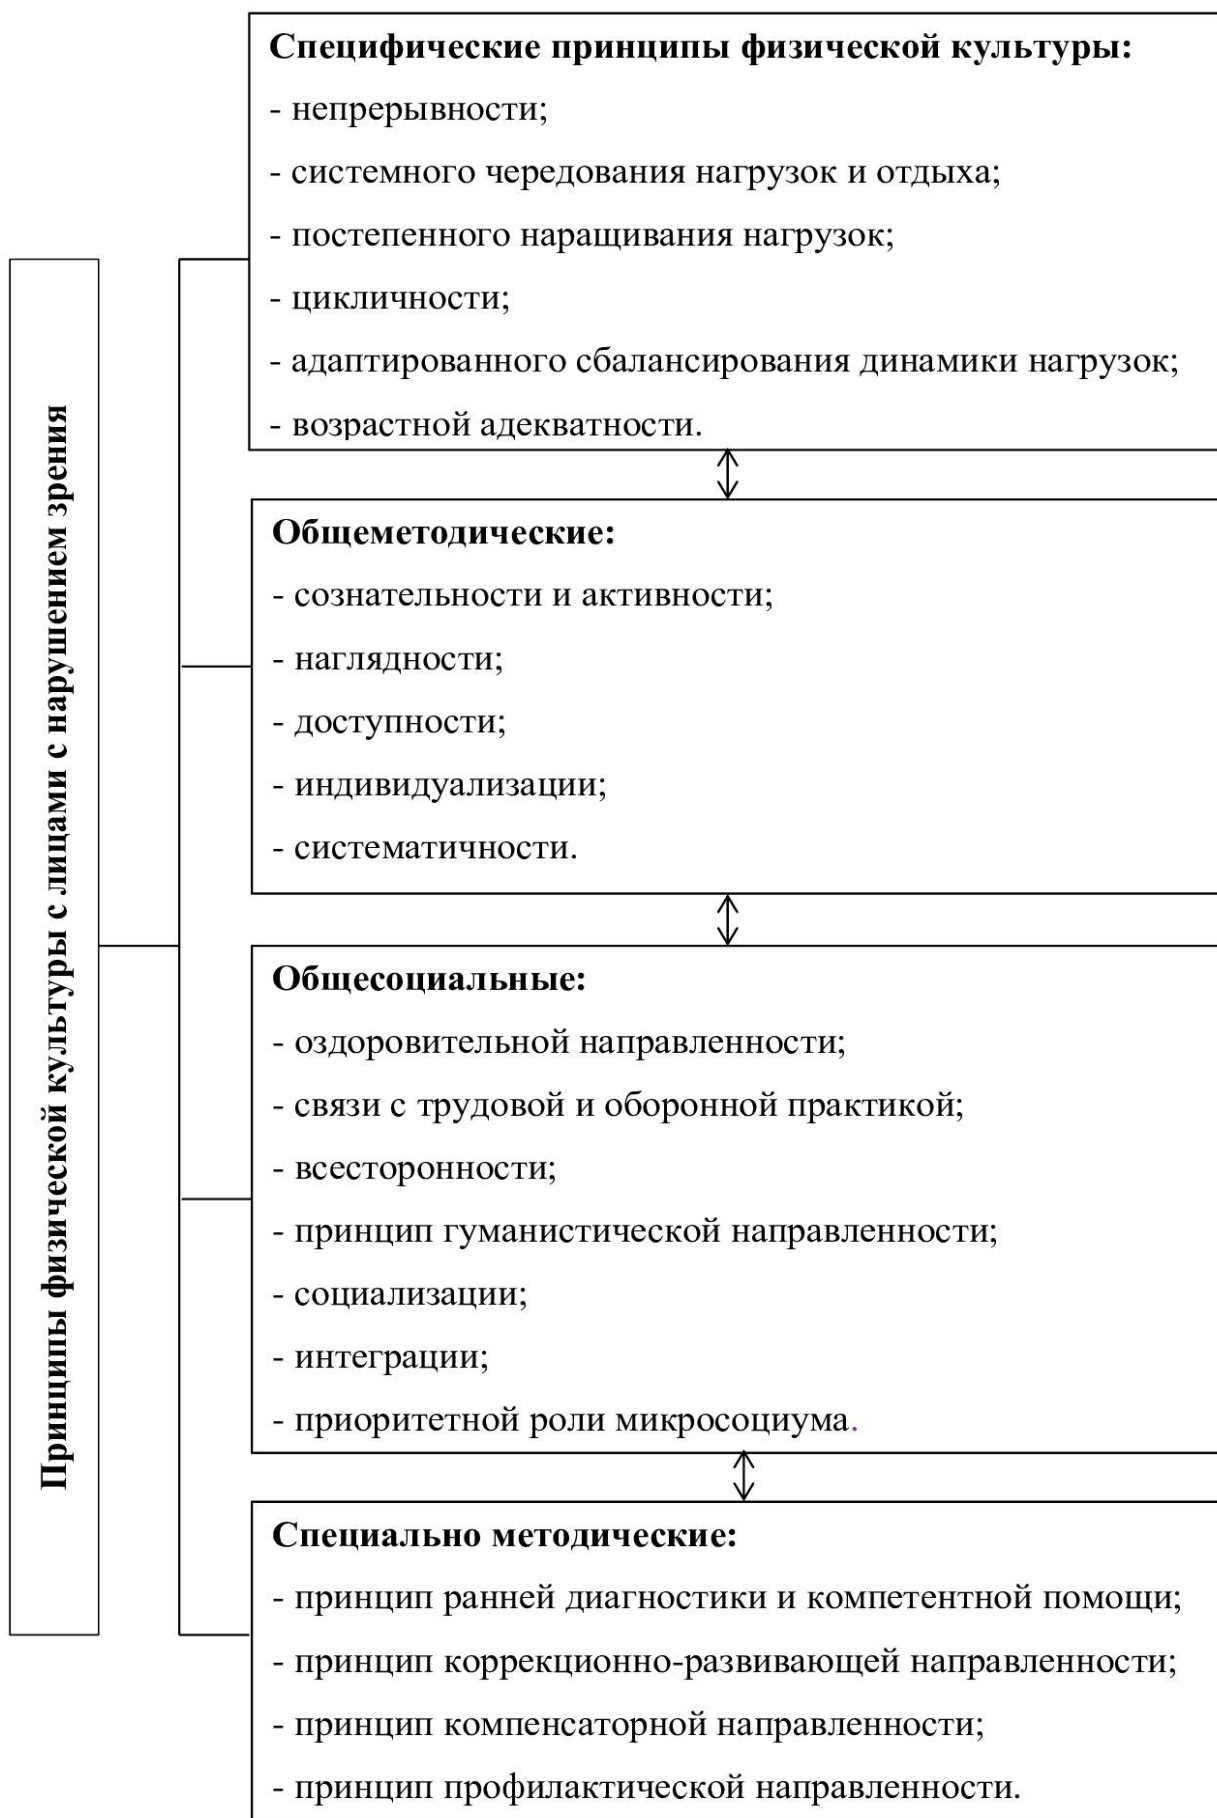 Принципы физической культуры с лицами с нарушением зрения
Специфические принципы физической культуры:
- непрерывности;
- системного чередования нагрузок и отдыха;
- постепенного наращивания нагрузок;
- цикличности;
- адаптированного сбалансирования динамики нагрузок;
- возрастной адекватности.
Общеметодические:
- сознательности и активности;
- наглядности;
- доступности;
- индивидуализации;
- систематичности.
Общесоциальные:
- оздоровительной направленности;
- связи с трудовой и оборонной практикой;
- всесторонности;
- принцип гуманистической направленности;
- социализации;
- интеграции;
- приоритетной роли микросоциума.
Специально методические:
- принцип ранней диагностики и компетентной помощи;
- принцип коррекционно-развивающей направленности;
- принцип компенсаторной направленности;
- принцип профилактической направленности.